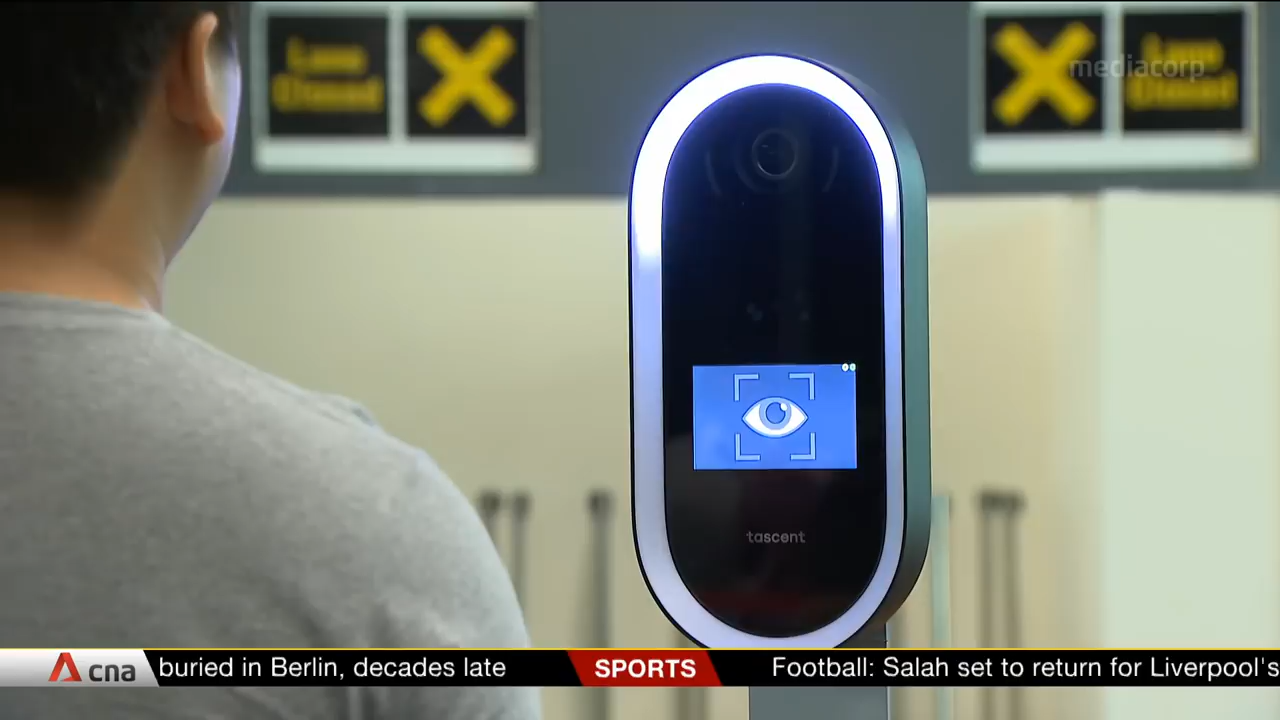 Lane
Closed
mediacorp
Lane
Closed
tascent
cna
buried in Berlin, decades late
SPORTS
Football: Salah set to return for Liverpool's